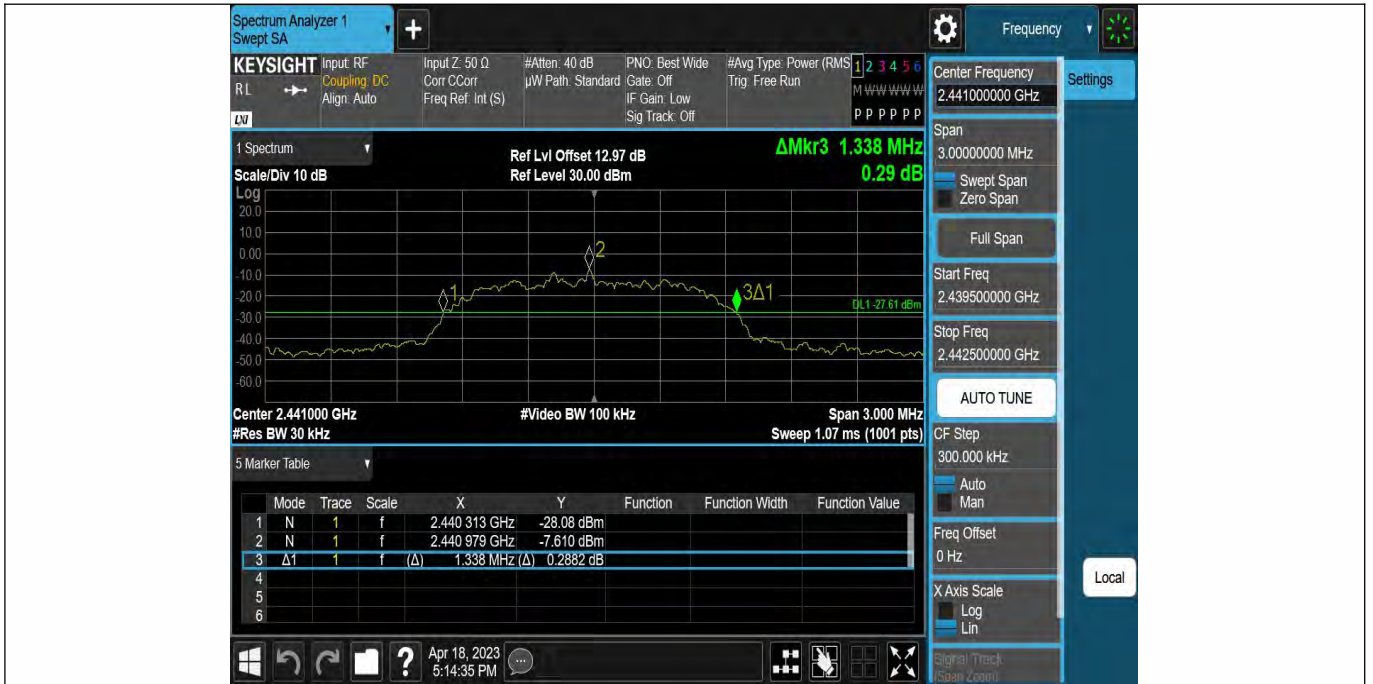 Spectrum Analyzer 1
Swept SA
+
Frequency
KEYSIGHT
RL
LXI
Input: RF
Coupling: DC
Align: Auto
Input Z: 50 Ω
Corr CCorr
Freq Ref: Int (S)
#Atten: 40 dB
µW Path: Standard
PNO: Best Wide
Gate: Off
IF Gain: Low
Sig Track: Off
#Avg Type: Power (RMS
Trig: Free Run
1 2 3 4 5 6
M W W W W W
P P P P P P
1 Spectrum
Scale/Div 10 dB
Ref Lvl Offset 12.97 dB
Ref Level 30.00 dBm
ΔMkr3 1.338 MHz
0.29 dB
Log
20.0
10.0
0.00
-10.0
-20.0
-30.0
-40.0
-50.0
-60.0
1
2
3Δ1
DL1 -27.61 dBm
Center 2.441000 GHz
#Video BW 100 kHz
Span 3.000 MHz
#Res BW 30 kHz
Sweep 1.07 ms (1001 pts)
5 Marker Table
Mode Trace Scale X Y Function Function Width Function Value
1 N 1 f 2.440 313 GHz -28.08 dBm
2 N 1 f 2.440 979 GHz -7.610 dBm
3 Δ1 1 f (Δ) 1.338 MHz (Δ) 0.2882 dB
4
5
6
?
Apr 18, 2023
5:14:35 PM
Center Frequency
2.441000000 GHz
Settings
Span
3.00000000 MHz
Swept Span
Zero Span
Full Span
Start Freq
2.439500000 GHz
Stop Freq
2.442500000 GHz
AUTO TUNE
CF Step
300.000 kHz
Auto
Man
Freq Offset
0 Hz
X Axis Scale
Log
Lin
Signal Track
(Span Zoom)
Local